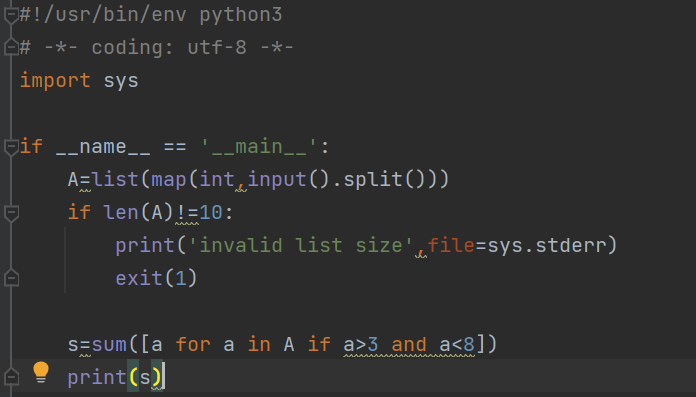 #!/usr/bin/env python3
# -*- coding: utf-8 -*-
import sys

if __name__ == '__main__':
    A=list(map(int,input().split()))
    if len(A)!=10:
        print('invalid list size',file=sys.stderr)
        exit(1)

    s=sum([a for a in A if a>3 and a<8])
    print(s)